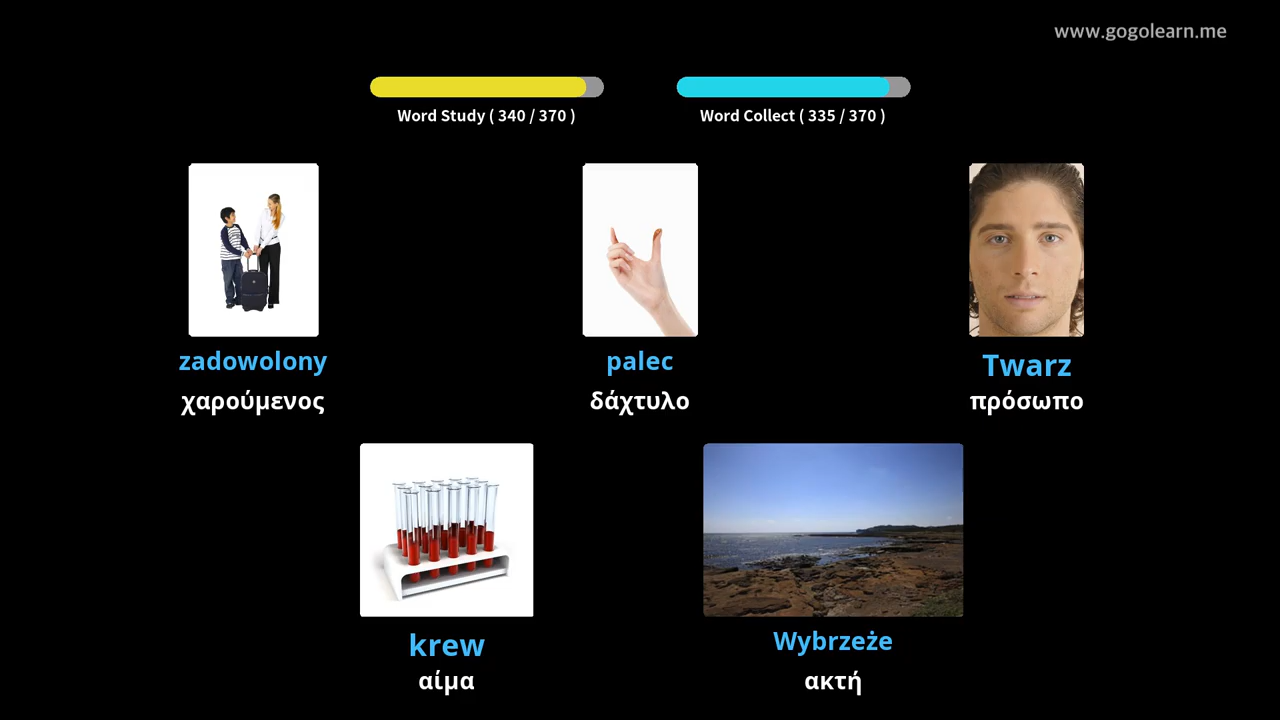 www.gogolearn.me
Word Study ( 340 / 370 )
Word Collect ( 335 / 370 )
zadowolony
χαρούμενος
palec
δάχτυλο
Twarz
πρόσωπο
krew
αίμα
Wybrzeże
ακτή